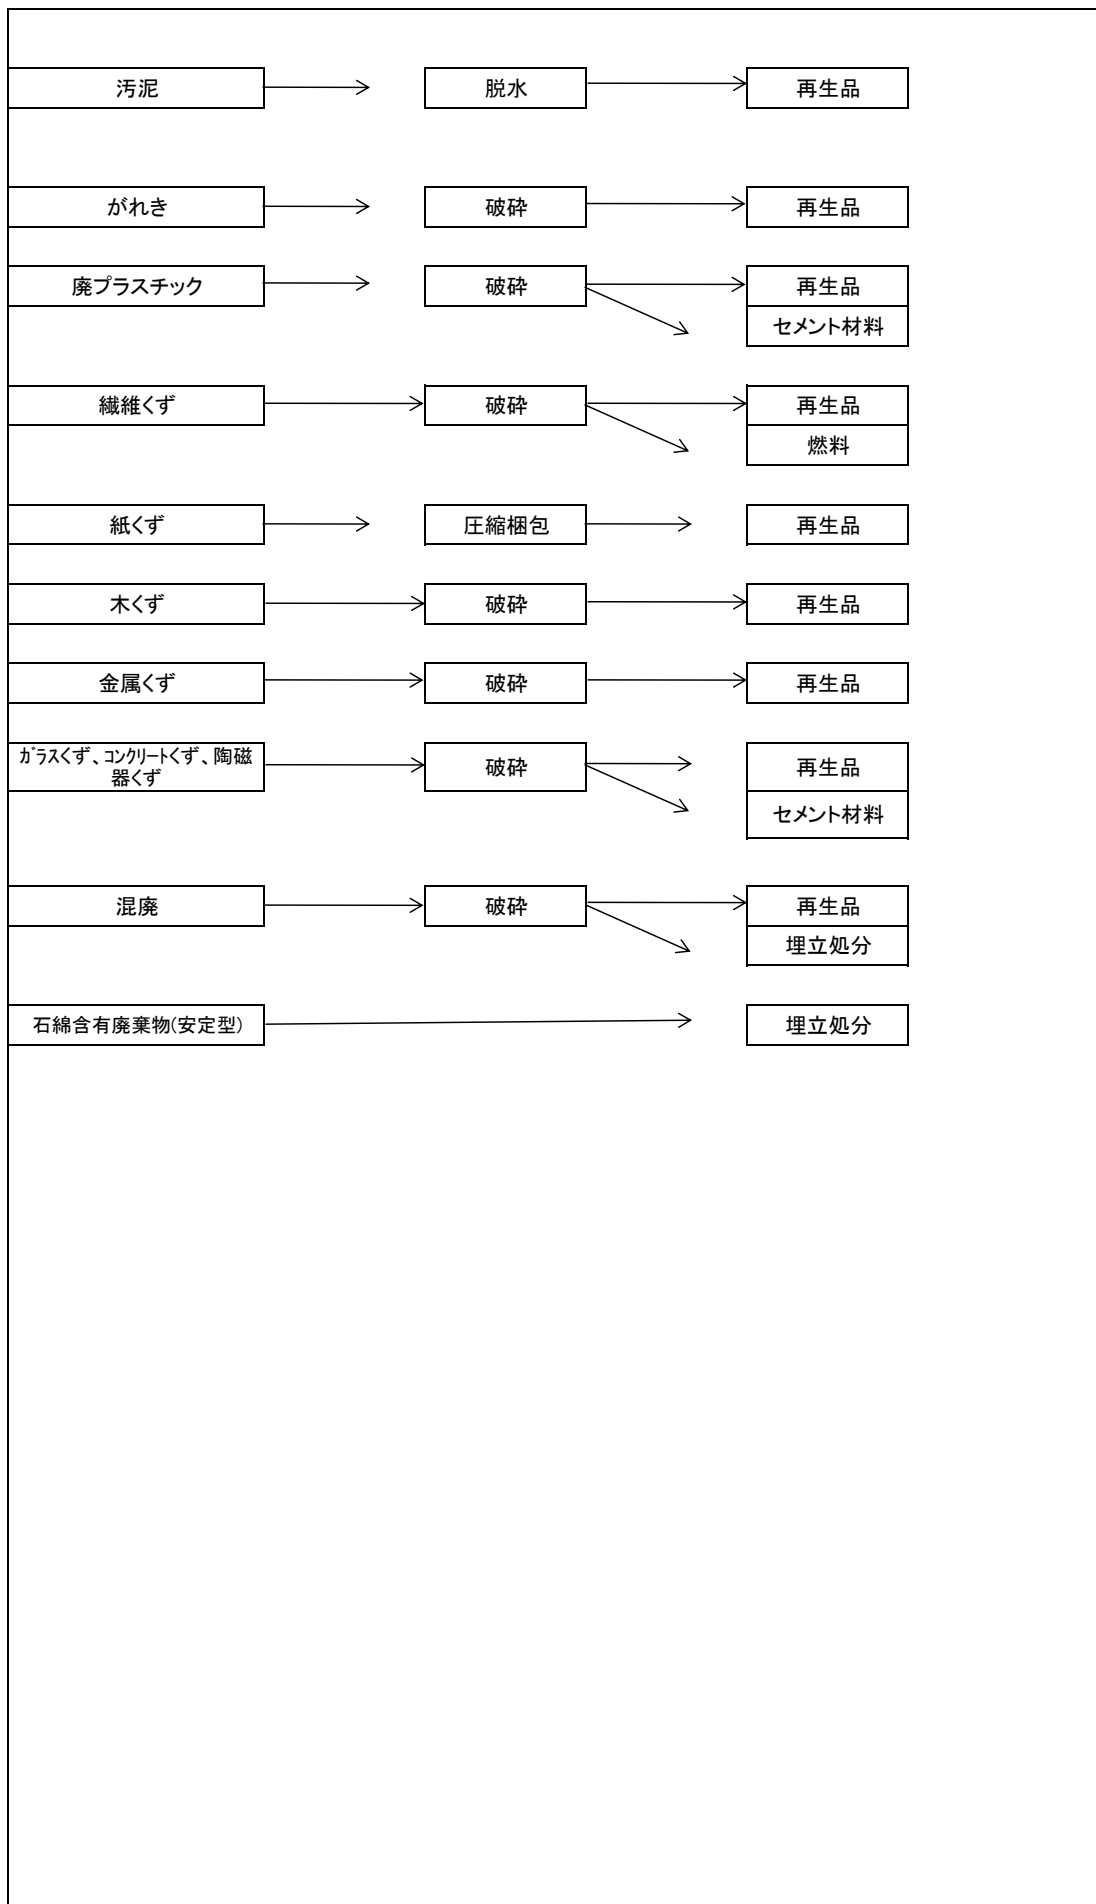 汚泥
脱水
再生品
がれき
破砕
再生品
廃プラスチック
破砕
再生品
セメント材料
繊維くず
破砕
再生品
燃料
紙くず
圧縮梱包
再生品
木くず
破砕
再生品
金属くず
破砕
再生品
ｶﾞﾗｽくず、ｺﾝｸﾘｰﾄくず、陶磁
器くず
破砕
再生品
セメント材料
混廃
破砕
再生品
埋立処分
石綿含有廃棄物(安定型)
埋立処分